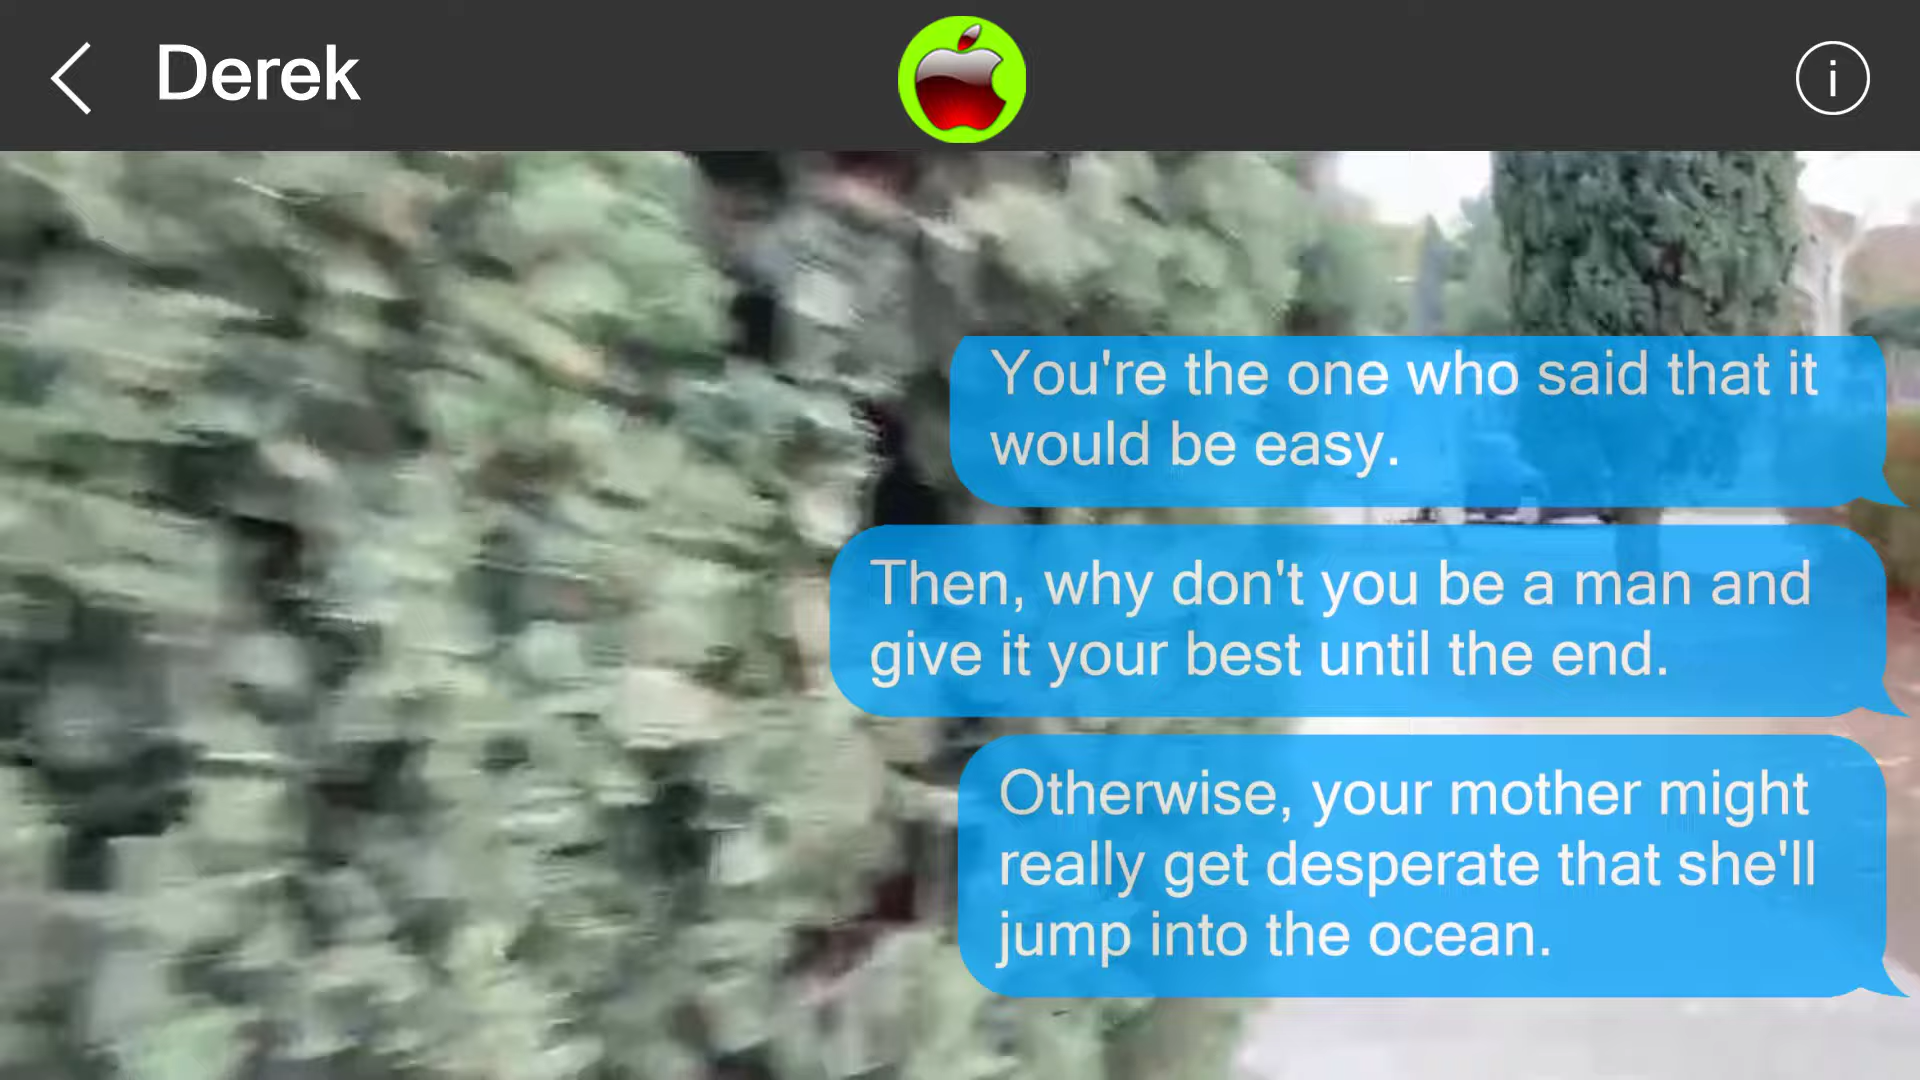 Derek
i
You're the one who said that it
would be easy.
Then, why don't you be a man and
give it your best until the end.
Otherwise, your mother might
really get desperate that she'll
jump into the ocean.